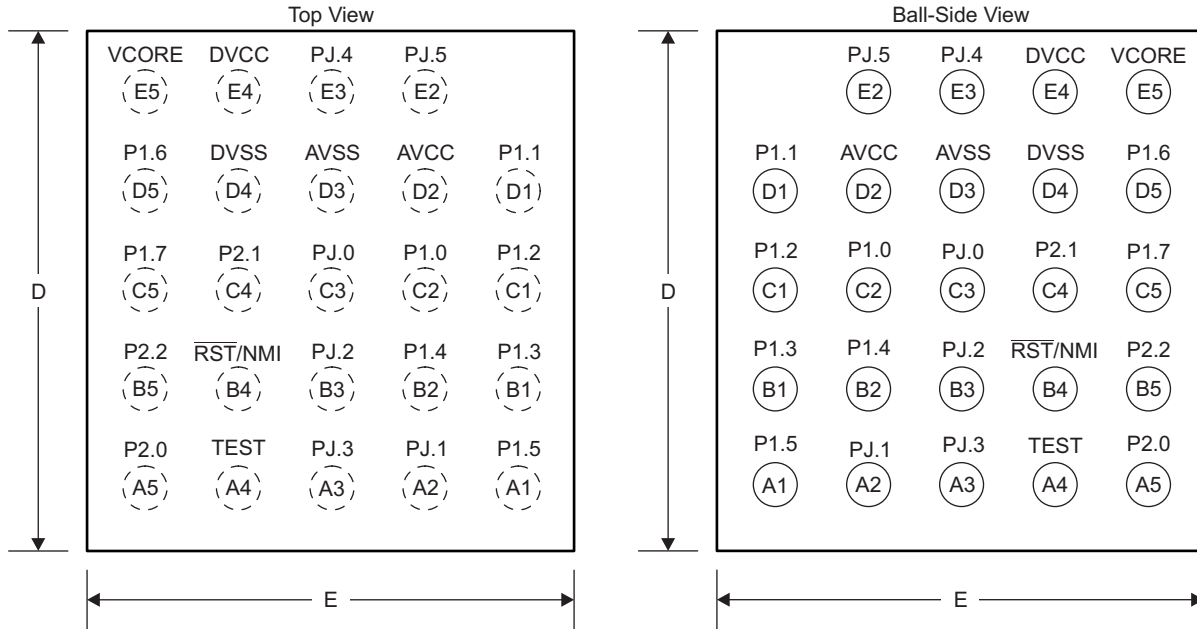 Top View
VCORE DVCC PJ.4 PJ.5
E5 E4 E3 E2
P1.6 DVSS AVSS AVCC P1.1
D5 D4 D3 D2 D1
P1.7 P2.1 PJ.0 P1.0 P1.2
C5 C4 C3 C2 C1
P2.2 R̅S̅T̅/NMI PJ.2 P1.4 P1.3
B5 B4 B3 B2 B1
P2.0 TEST PJ.3 PJ.1 P1.5
A5 A4 A3 A2 A1
D
E
Ball-Side View
PJ.5 PJ.4 DVCC VCORE
E2 E3 E4 E5
P1.1 AVCC AVSS DVSS P1.6
D1 D2 D3 D4 D5
P1.2 P1.0 PJ.0 P2.1 P1.7
C1 C2 C3 C4 C5
P1.3 P1.4 PJ.2 R̅S̅T̅/NMI P2.2
B1 B2 B3 B4 B5
P1.5 PJ.1 PJ.3 TEST P2.0
A1 A2 A3 A4 A5
D
E